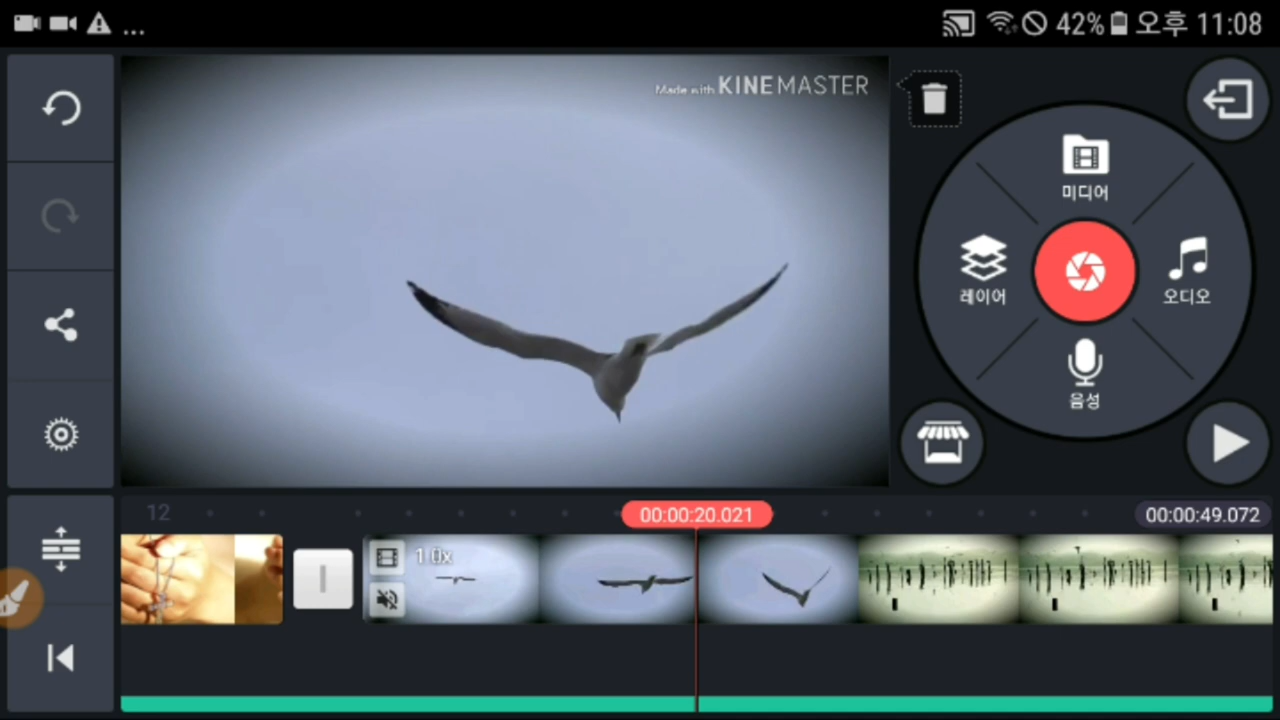 ... 42% 오후 11:08
Made with KINEMASTER
미디어
레이어
오디오
음성
12
00:00:20.021
00:00:49.072
1.0x